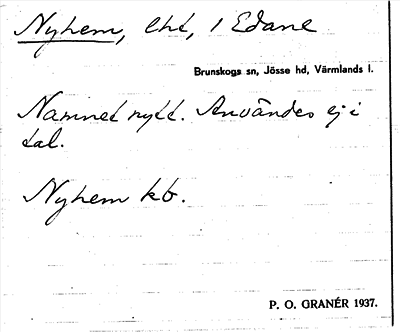 Nyhem, lht, i Edane
Brunskogs sn, Jösse hd, Värmlands l.
Namnet nytt. Användes ej i
tal.
Nyhem kb.
P. O. GRANÉR 1937.